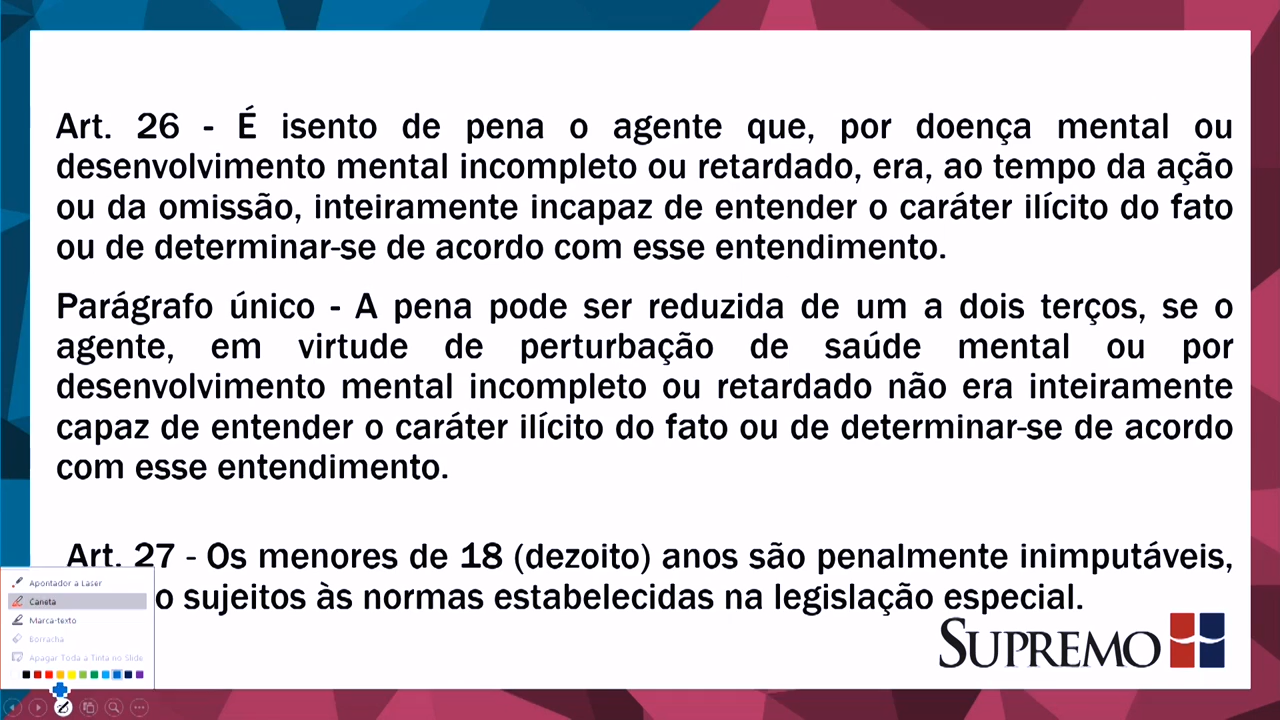 Art. 26 - É isento de pena o agente que, por doença mental ou
desenvolvimento mental incompleto ou retardado, era, ao tempo da ação
ou da omissão, inteiramente incapaz de entender o caráter ilícito do fato
ou de determinar-se de acordo com esse entendimento.
Parágrafo único - A pena pode ser reduzida de um a dois terços, se o
agente, em virtude de perturbação de saúde mental ou por
desenvolvimento mental incompleto ou retardado não era inteiramente
capaz de entender o caráter ilícito do fato ou de determinar-se de acordo
com esse entendimento.
Art. 27 - Os menores de 18 (dezoito) anos são penalmente inimputáveis,
o sujeitos às normas estabelecidas na legislação especial.
Apontador a Laser
Caneta
Marca-texto
Borracha
Apagar Toda a Tinta no Slide
SUPREMO